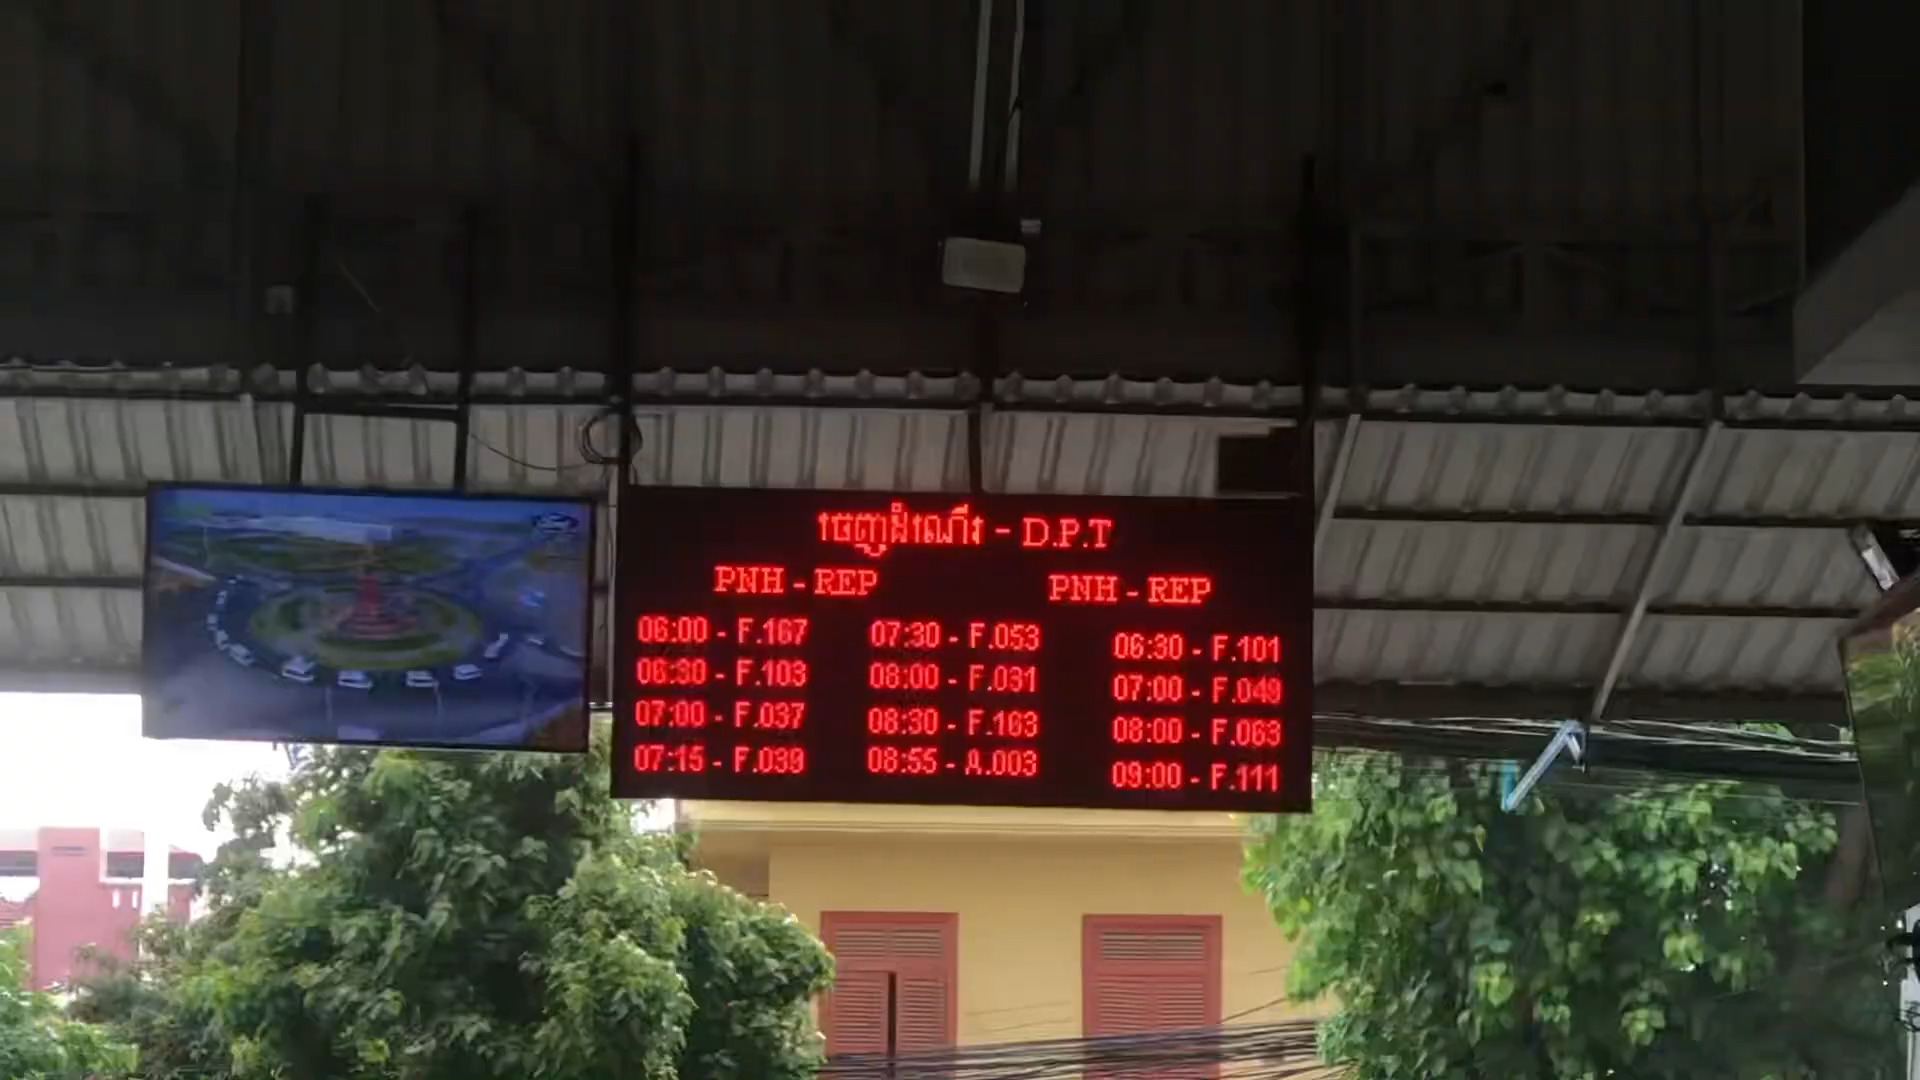 ចេញដំណើរ - D.P.T
PNH - REP PNH - REP
06:00 - F.167 07:30 - F.053 06:30 - F.101
06:30 - F.103 08:00 - F.031 07:00 - F.049
07:00 - F.037 08:30 - F.163 08:00 - F.063
07:15 - F.039 08:55 - A.003 09:00 - F.111